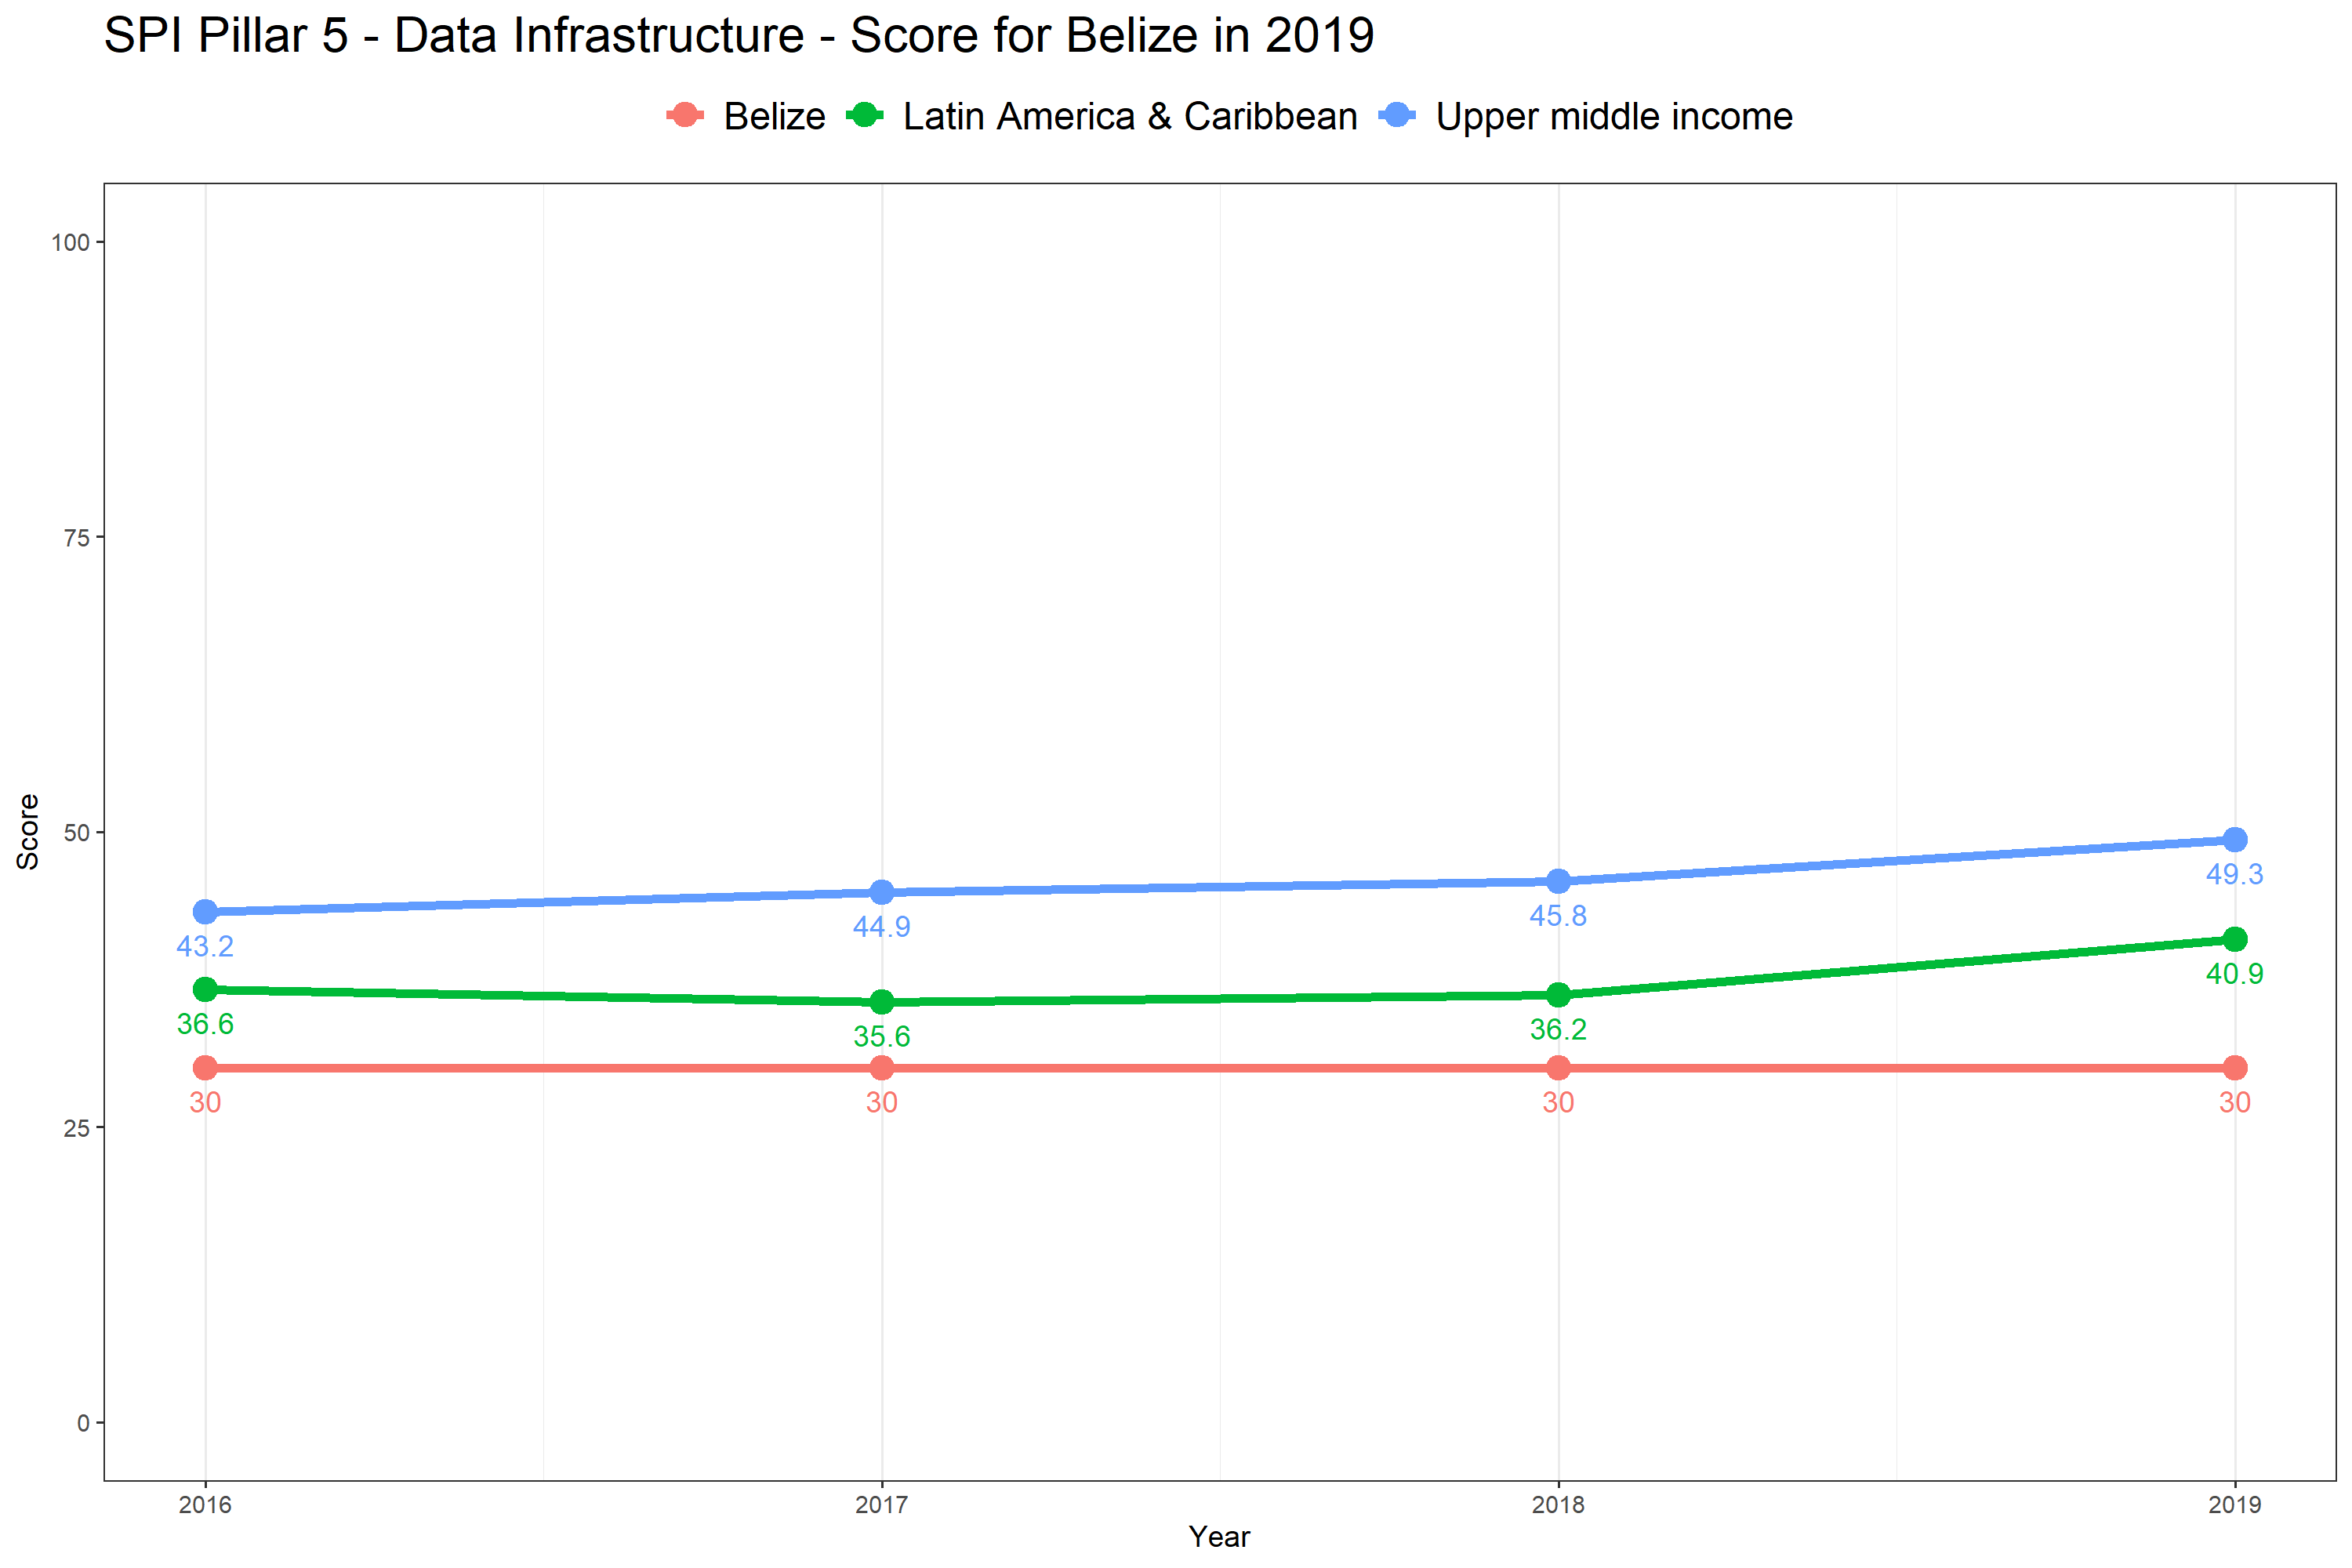 SPI Pillar 5 - Data Infrastructure - Score for Belize in 2019
Belize Latin America & Caribbean Upper middle income
100
75
50
25
0
Score
43.2 44.9 45.8 49.3
36.6 35.6 36.2 40.9
30 30 30 30
2016 2017 2018 2019
Year